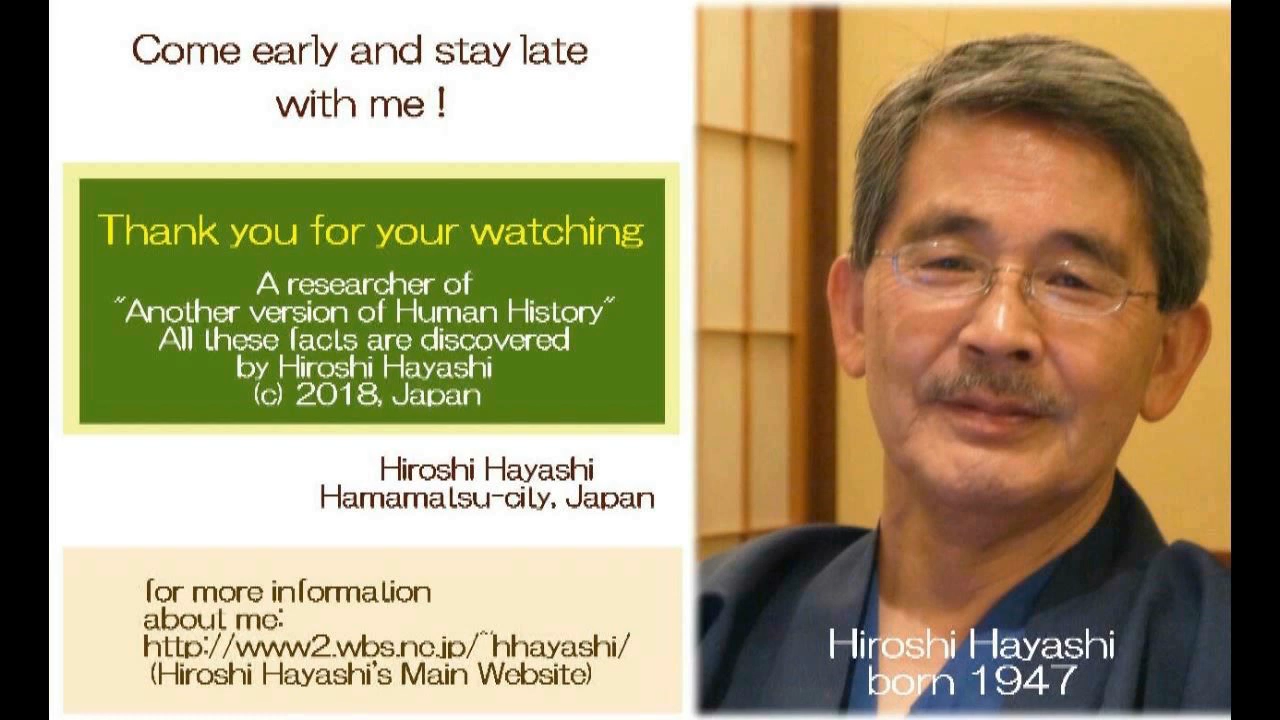 Come early and stay late
with me !
Thank you for your watching
A researcher of
"Another version of Human History"
All these facts are discovered
by Hiroshi Hayashi
(c) 2018, Japan
Hiroshi Hayashi
Hamamatsu-city, Japan
for more information
about me:
http://www2.wbs.ne.jp/~hhayashi/
(Hiroshi Hayashi's Main Website)
Hiroshi Hayashi
born 1947